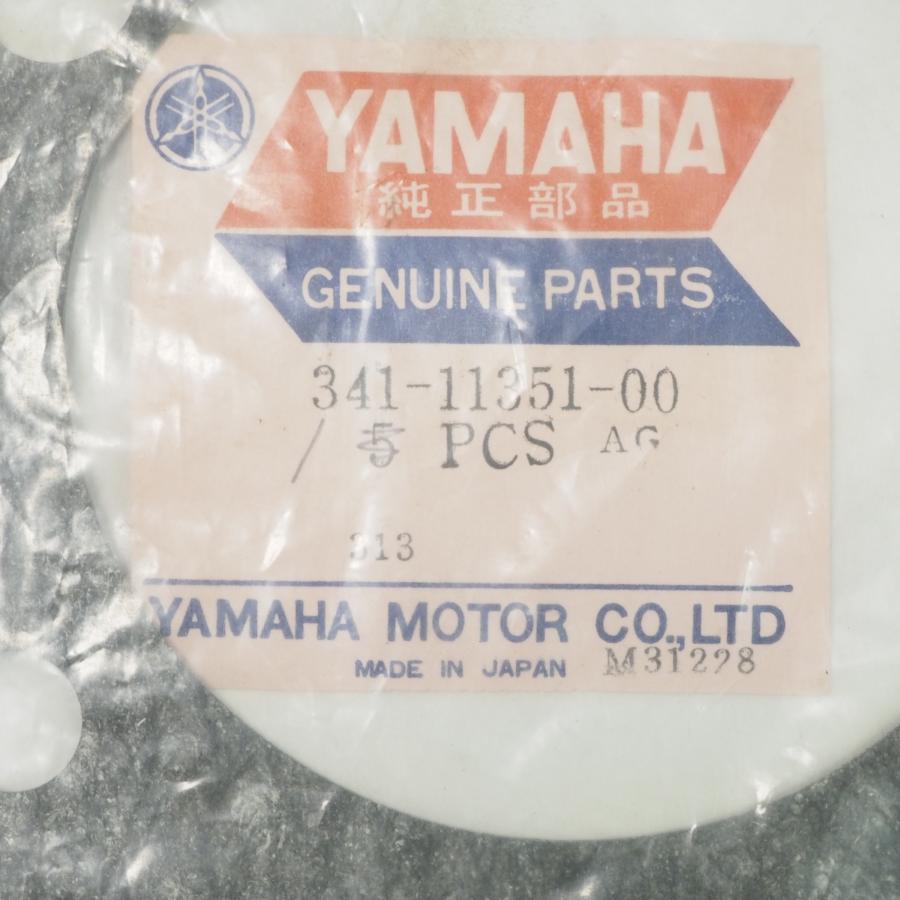 YAMAHA
純正部品
GENUINE PARTS
341-11351-00
/ 5 PCS AG
313
YAMAHA MOTOR CO.,LTD
MADE IN JAPAN M31228